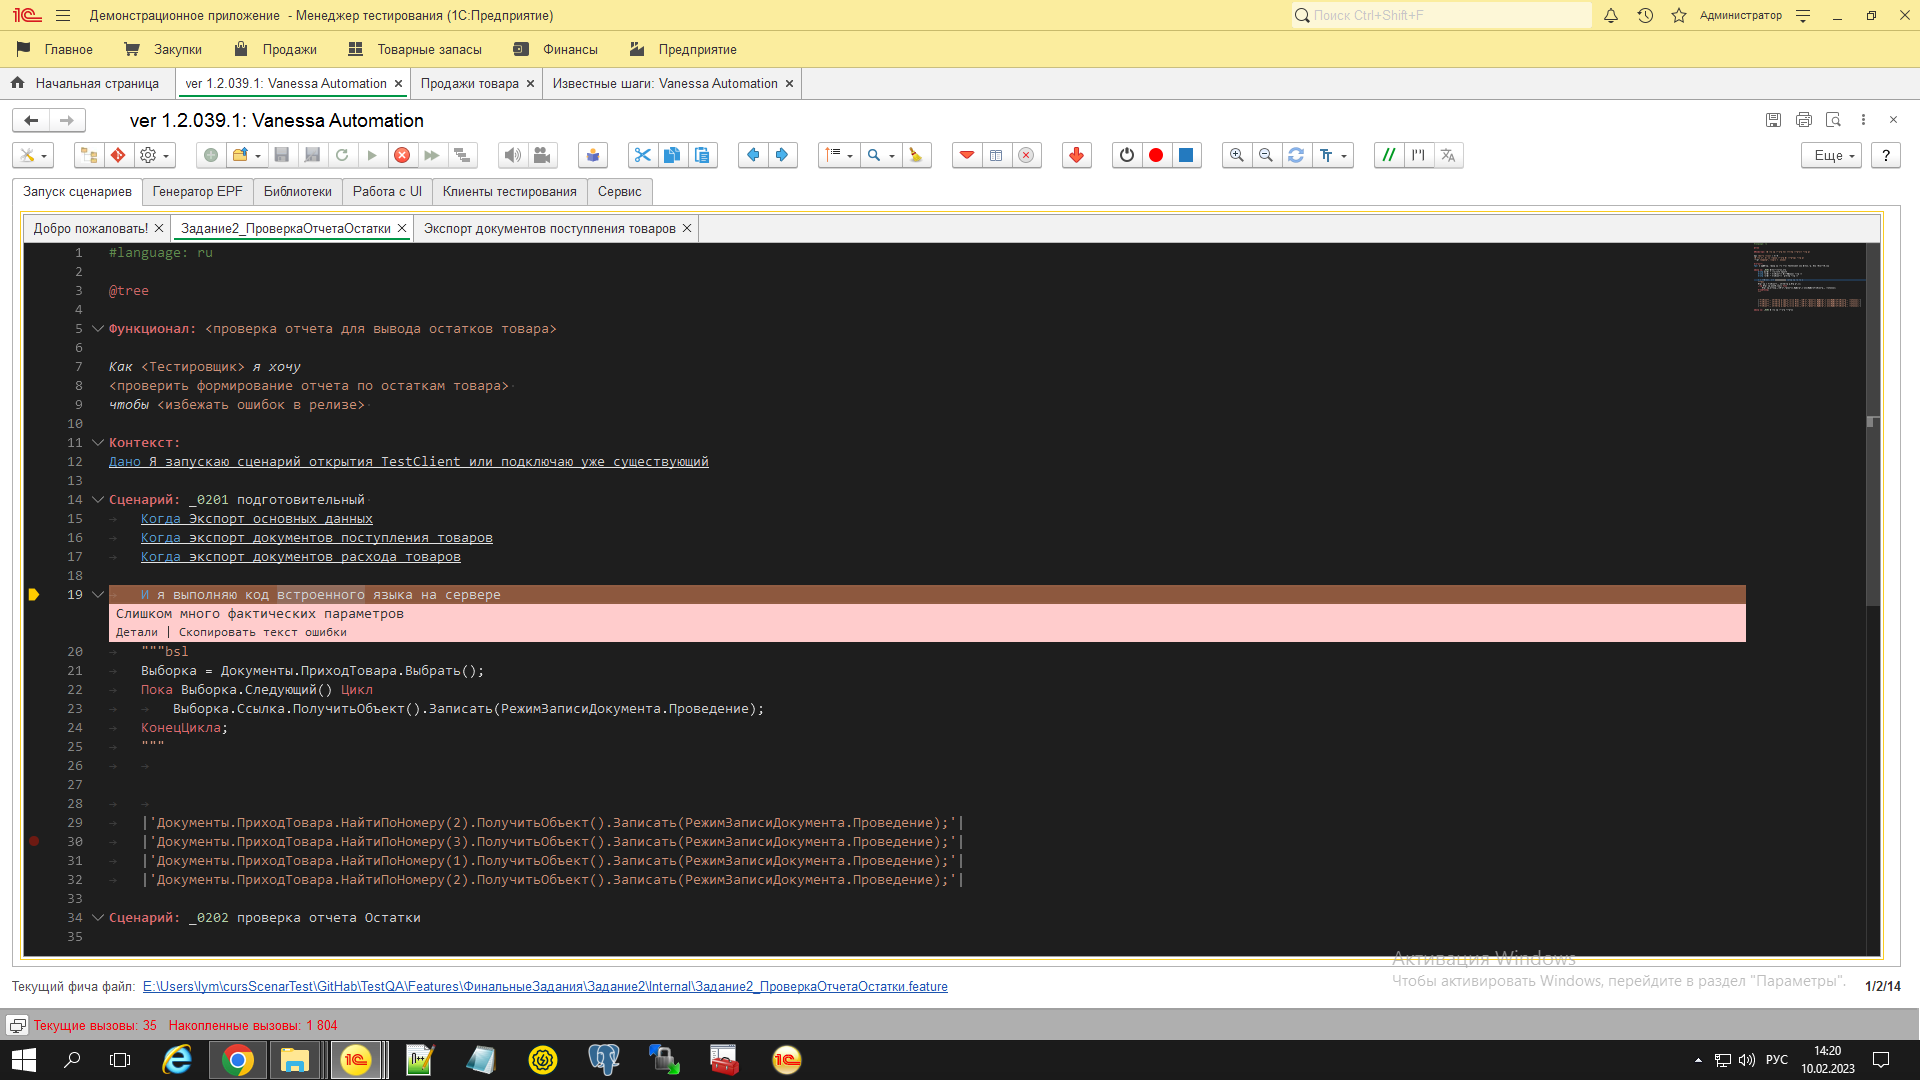 Демонстрационное приложение - Менеджер тестирования (1С:Предприятие)
Поиск Ctrl+Shift+F
Администратор
Главное Закупки Продажи Товарные запасы Финансы Предприятие
Начальная страница ver 1.2.039.1: Vanessa Automation × Продажи товара × Известные шаги: Vanessa Automation ×
ver 1.2.039.1: Vanessa Automation
Еще ?
Запуск сценариев Генератор EPF Библиотеки Работа с UI Клиенты тестирования Сервис
Добро пожаловать! × Задание2_ПроверкаОтчетаОстатки × Экспорт документов поступления товаров ×
1 #language: ru
2
3 @tree
4
5 Функционал: <проверка отчета для вывода остатков товара>
6
7 Как <Тестировщик> я хочу
8 <проверить формирование отчета по остаткам товара>
9 чтобы <избежать ошибок в релизе>
10
11 Контекст:
12 Дано Я запускаю сценарий открытия TestClient или подключаю уже существующий
13
14 Сценарий: _0201 подготовительный
15 Когда Экспорт основных данных
16 Когда экспорт документов поступления товаров
17 Когда экспорт документов расхода товаров
18
19 И я выполняю код встроенного языка на сервере
Слишком много фактических параметров
Детали | Скопировать текст ошибки
20 """bsl
21 Выборка = Документы.ПриходТовара.Выбрать();
22 Пока Выборка.Следующий() Цикл
23 Выборка.Ссылка.ПолучитьОбъект().Записать(РежимЗаписиДокумента.Проведение);
24 КонецЦикла;
25 """
26
27
28
29 |'Документы.ПриходТовара.НайтиПоНомеру(2).ПолучитьОбъект().Записать(РежимЗаписиДокумента.Проведение);'|
30 |'Документы.ПриходТовара.НайтиПоНомеру(3).ПолучитьОбъект().Записать(РежимЗаписиДокумента.Проведение);'|
31 |'Документы.ПриходТовара.НайтиПоНомеру(1).ПолучитьОбъект().Записать(РежимЗаписиДокумента.Проведение);'|
32 |'Документы.ПриходТовара.НайтиПоНомеру(2).ПолучитьОбъект().Записать(РежимЗаписиДокумента.Проведение);'|
33
34 Сценарий: _0202 проверка отчета Остатки
35
Активация Windows
Чтобы активировать Windows, перейдите в раздел "Параметры".
Текущий фича файл: E:\Users\lym\cursScenarTest\GitHab\TestQA\Features\ФинальныеЗадания\Задание2\Internal\Задание2_ПроверкаОтчетаОстатки.feature
1/2/14
Текущие вызовы: 35 Накопленные вызовы: 1 804
РУС
14:20
10.02.2023